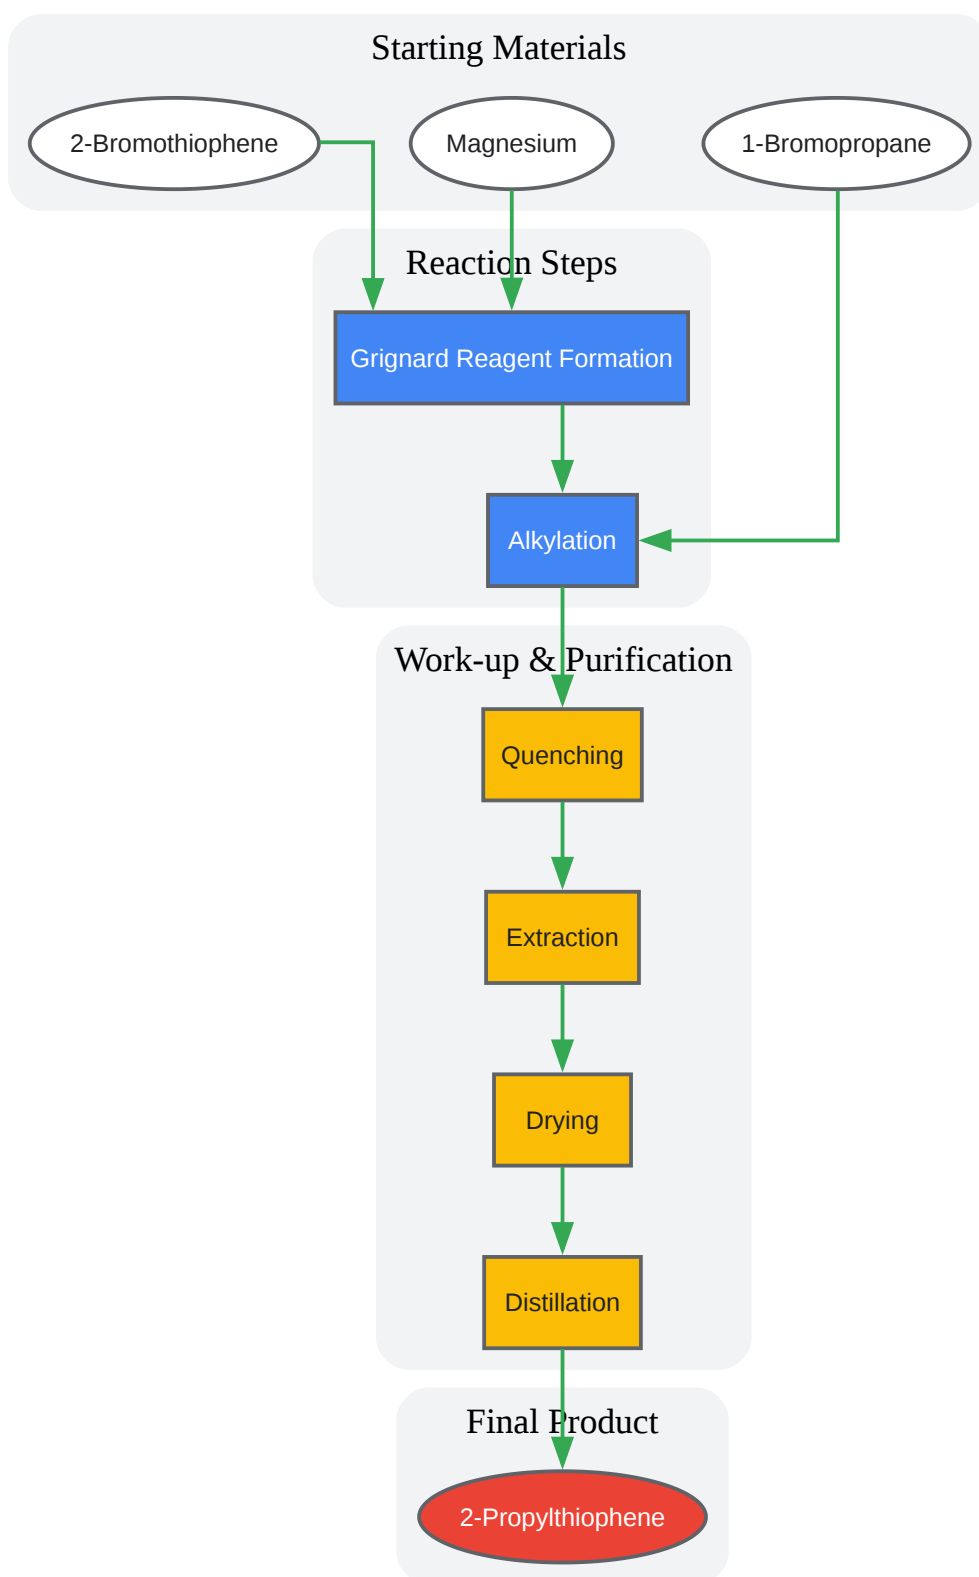 Starting Materials
2-Bromothiophene
Magnesium
1-Bromopropane
Reaction Steps
Grignard Reagent Formation
Alkylation
Work-up & Purification
Quenching
Extraction
Drying
Distillation
Final Product
2-Propylthiophene